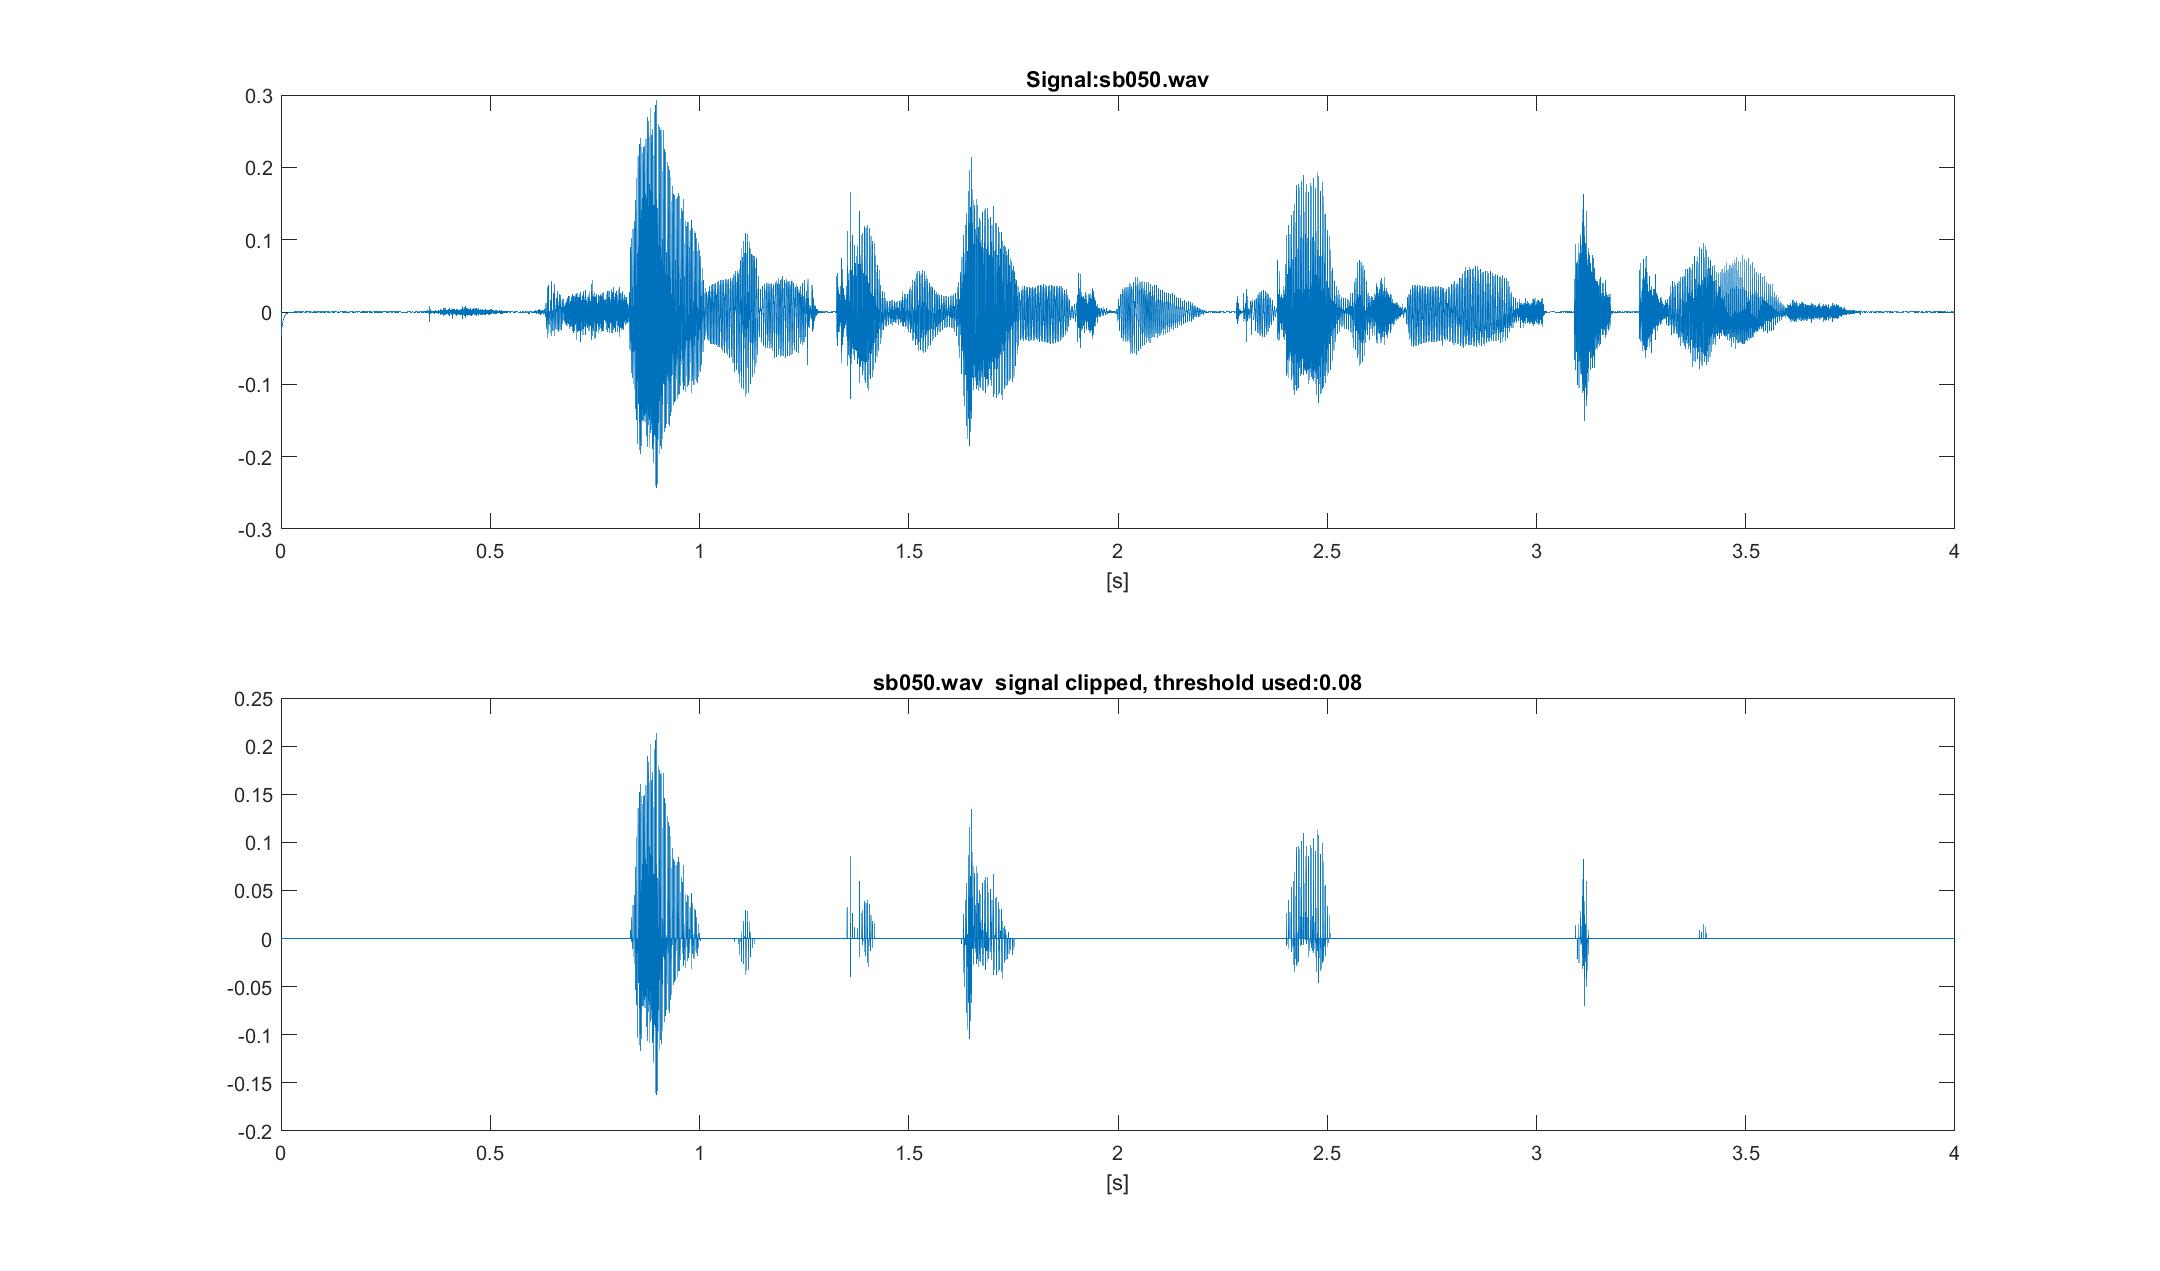 Signal:sb050.wav
0.3
0.2
0.1
0
-0.1
-0.2
-0.3
0 0.5 1 1.5 2 2.5 3 3.5 4
[s]
sb050.wav  signal clipped, threshold used:0.08
0.25
0.2
0.15
0.1
0.05
0
-0.05
-0.1
-0.15
-0.2
0 0.5 1 1.5 2 2.5 3 3.5 4
[s]